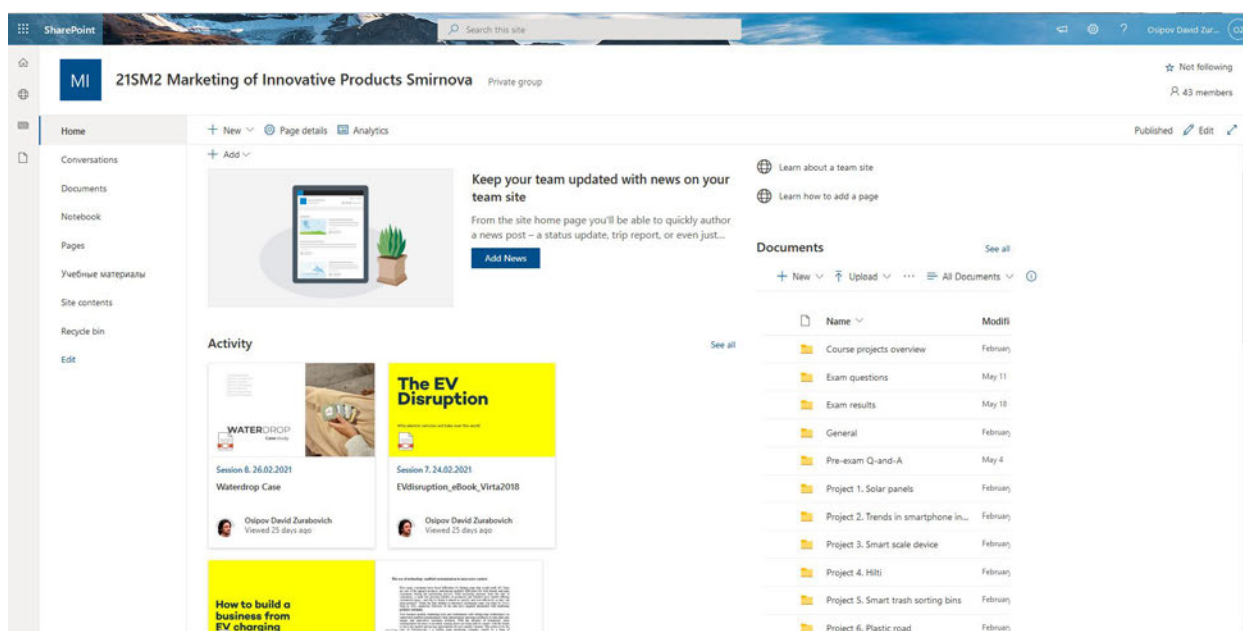 SharePoint
Search this site
Osipov David Zur...
MI
21SM2 Marketing of Innovative Products Smirnova
Private group
Not following
43 members
Home
Conversations
Documents
Notebook
Pages
Учебные материалы
Site contents
Recycle bin
Edit
New
Page details
Analytics
Published
Edit
Add
Keep your team updated with news on your
team site
From the site home page you'll be able to quickly author
a news post – a status update, trip report, or even just...
Add News
Activity
See all
WATERDROP
Case study
Session 8. 26.02.2021
Waterdrop Case
Osipov David Zurabovich
Viewed 25 days ago
The EV
Disruption
Session 7. 24.02.2021
EVdisruption_eBook_Virta2018
Osipov David Zurabovich
Viewed 25 days ago
How to build a
business from
EV charging
Learn about a team site
Learn how to add a page
Documents
See all
New
Upload
All Documents
Name
Modifi
Course projects overview
February
Exam questions
May 11
Exam results
May 18
General
February
Pre-exam Q-and-A
May 4
Project 1. Solar panels
February
Project 2. Trends in smartphone in...
February
Project 3. Smart scale device
February
Project 4. Hilti
February
Project 5. Smart trash sorting bins
February
Project 6. Plastic road
February